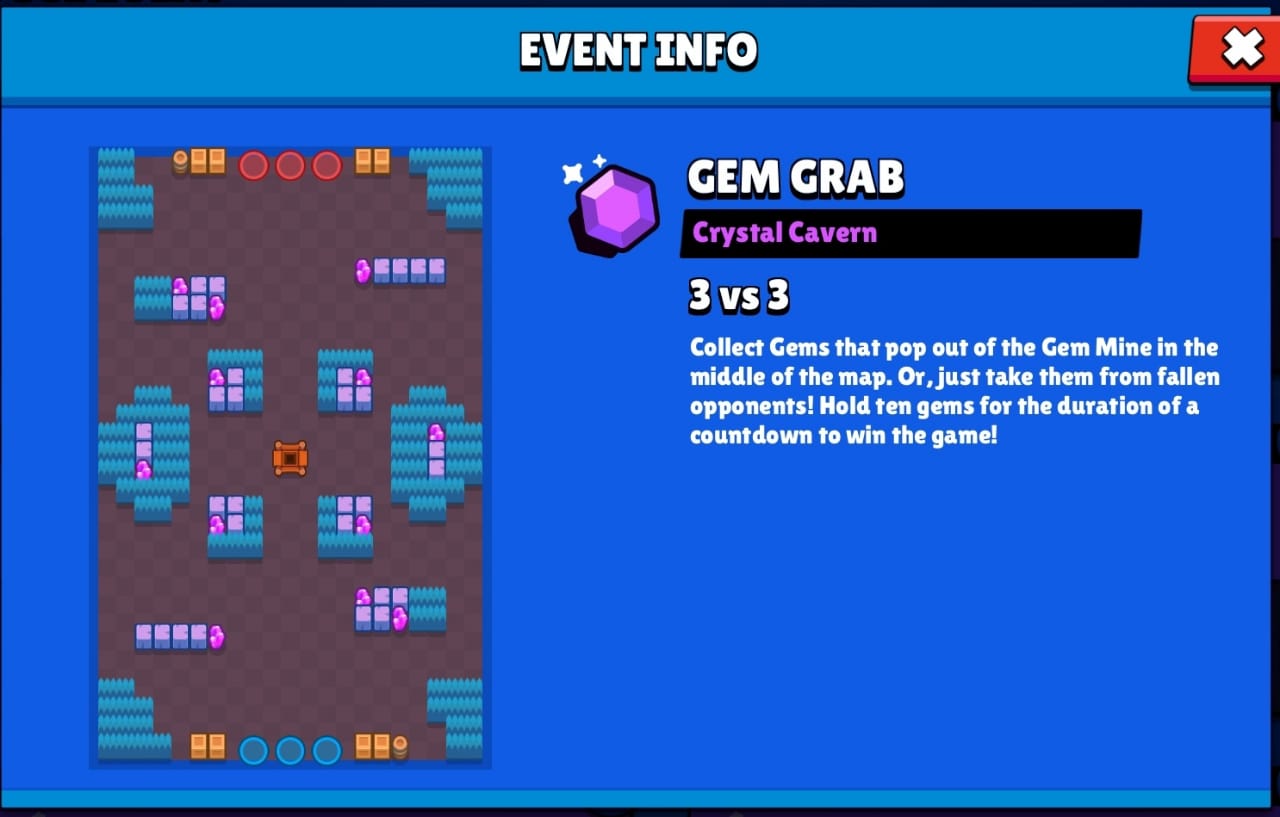 EVENT INFO
GEM GRAB
Crystal Cavern
3 vs 3
Collect Gems that pop out of the Gem Mine in the
middle of the map. Or, just take them from fallen
opponents! Hold ten gems for the duration of a
countdown to win the game!